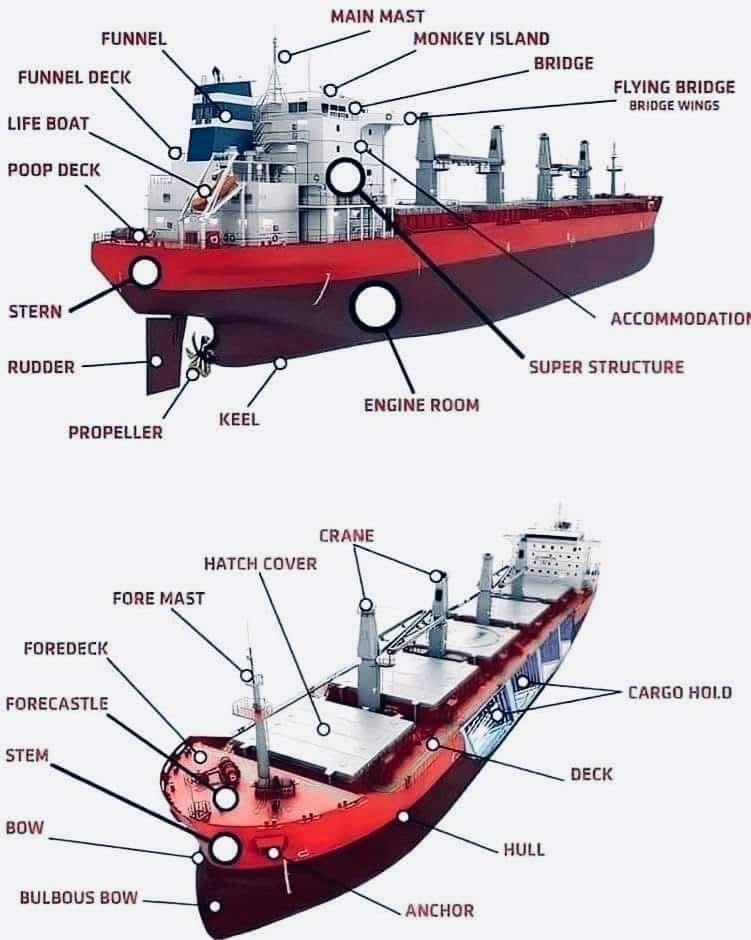 MAIN MAST
FUNNEL
MONKEY ISLAND
BRIDGE
FUNNEL DECK
FLYING BRIDGE
BRIDGE WINGS
LIFE BOAT
POOP DECK
STERN
ACCOMMODATION
RUDDER
SUPER STRUCTURE
ENGINE ROOM
KEEL
PROPELLER
CRANE
HATCH COVER
FORE MAST
FOREDECK
CARGO HOLD
FORECASTLE
STEM
DECK
BOW
HULL
BULBOUS BOW
ANCHOR